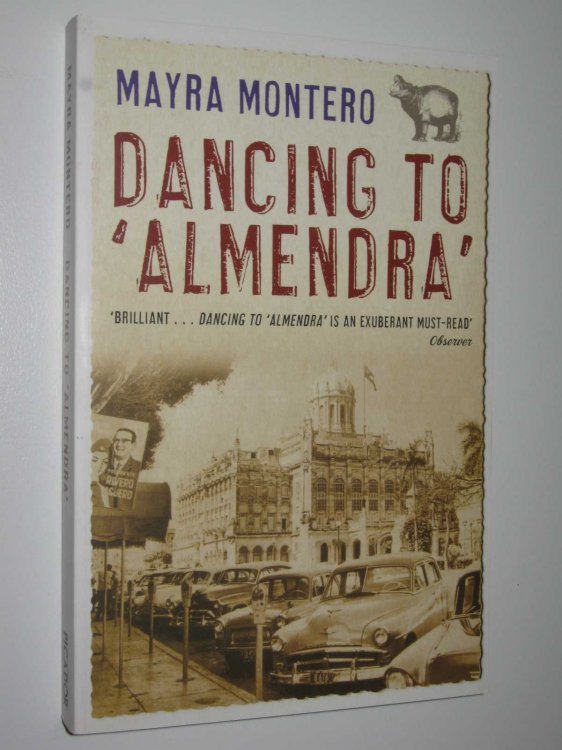 MAYRA MONTERO
DANCING TO
'ALMENDRA'
'BRILLIANT . . . DANCING TO 'ALMENDRA' IS AN EXUBERANT MUST-READ'
Observer
RIVERO
AGUERO
MAYRA MONTERO DANCING TO 'ALMENDRA' PICADOR